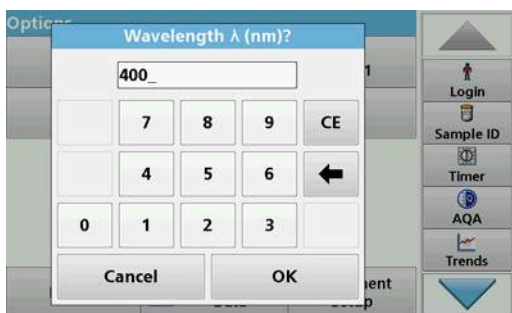 Options
Wavelength λ (nm)?
400_
7 8 9 CE
4 5 6
0 1 2 3
Cancel OK
1
Login
Sample ID
Timer
AQA
Trends